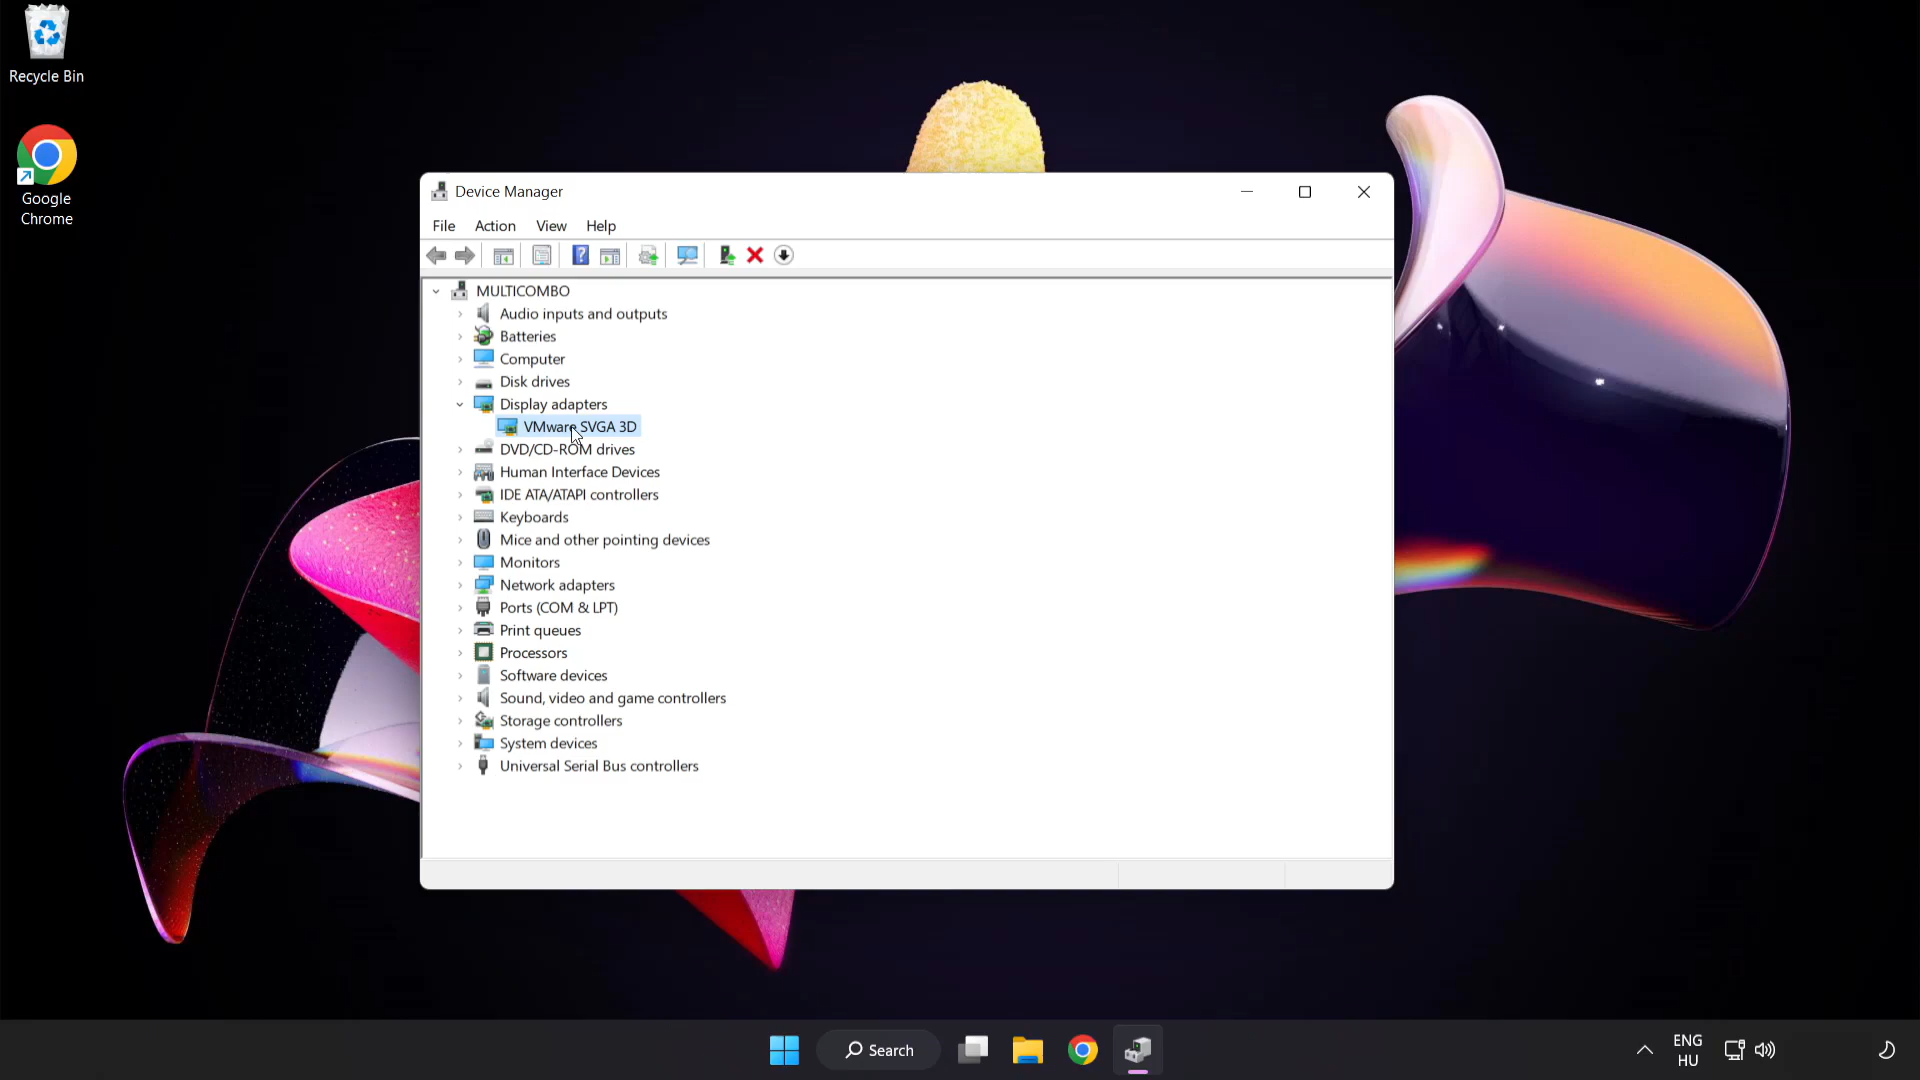 Recycle Bin
Google
Chrome
Device Manager
File Action View Help
MULTICOMBO
Audio inputs and outputs
Batteries
Computer
Disk drives
Display adapters
VMware SVGA 3D
DVD/CD-ROM drives
Human Interface Devices
IDE ATA/ATAPI controllers
Keyboards
Mice and other pointing devices
Monitors
Network adapters
Ports (COM & LPT)
Print queues
Processors
Software devices
Sound, video and game controllers
Storage controllers
System devices
Universal Serial Bus controllers
Search
ENG
HU